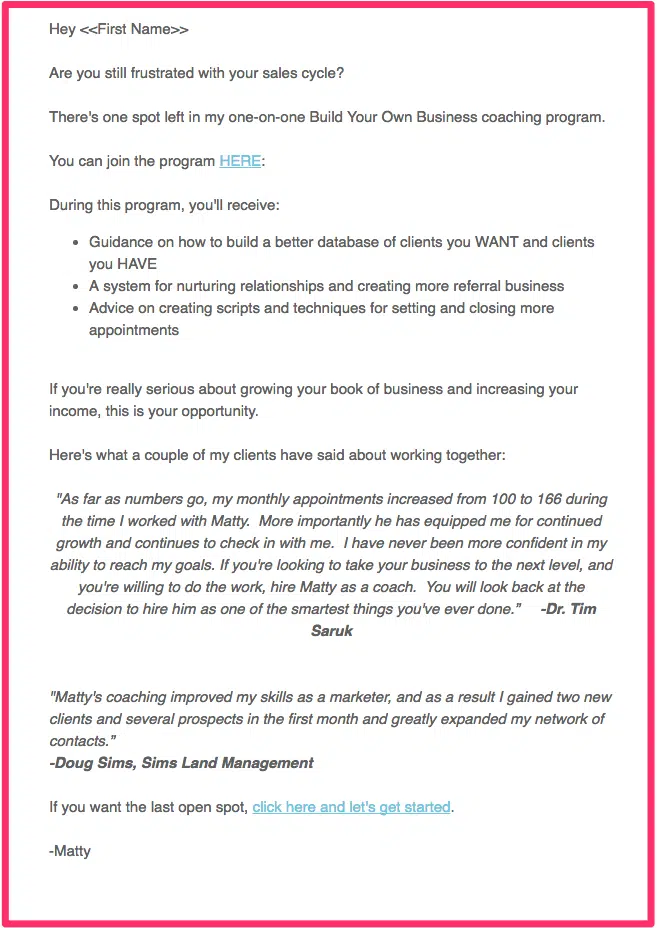 Hey <<First Name>>
Are you still frustrated with your sales cycle?
There's one spot left in my one-on-one Build Your Own Business coaching program.
You can join the program HERE:
During this program, you'll receive:
• Guidance on how to build a better database of clients you WANT and clients
you HAVE
• A system for nurturing relationships and creating more referral business
• Advice on creating scripts and techniques for setting and closing more
appointments
If you're really serious about growing your book of business and increasing your
income, this is your opportunity.
Here's what a couple of my clients have said about working together:
"As far as numbers go, my monthly appointments increased from 100 to 166 during
the time I worked with Matty.  More importantly he has equipped me for continued
growth and continues to check in with me.  I have never been more confident in my
ability to reach my goals. If you're looking to take your business to the next level, and
you're willing to do the work, hire Matty as a coach.  You will look back at the
decision to hire him as one of the smartest things you've ever done.”    -Dr. Tim
Saruk
"Matty's coaching improved my skills as a marketer, and as a result I gained two new
clients and several prospects in the first month and greatly expanded my network of
contacts.”
-Doug Sims, Sims Land Management
If you want the last open spot, click here and let's get started.
-Matty